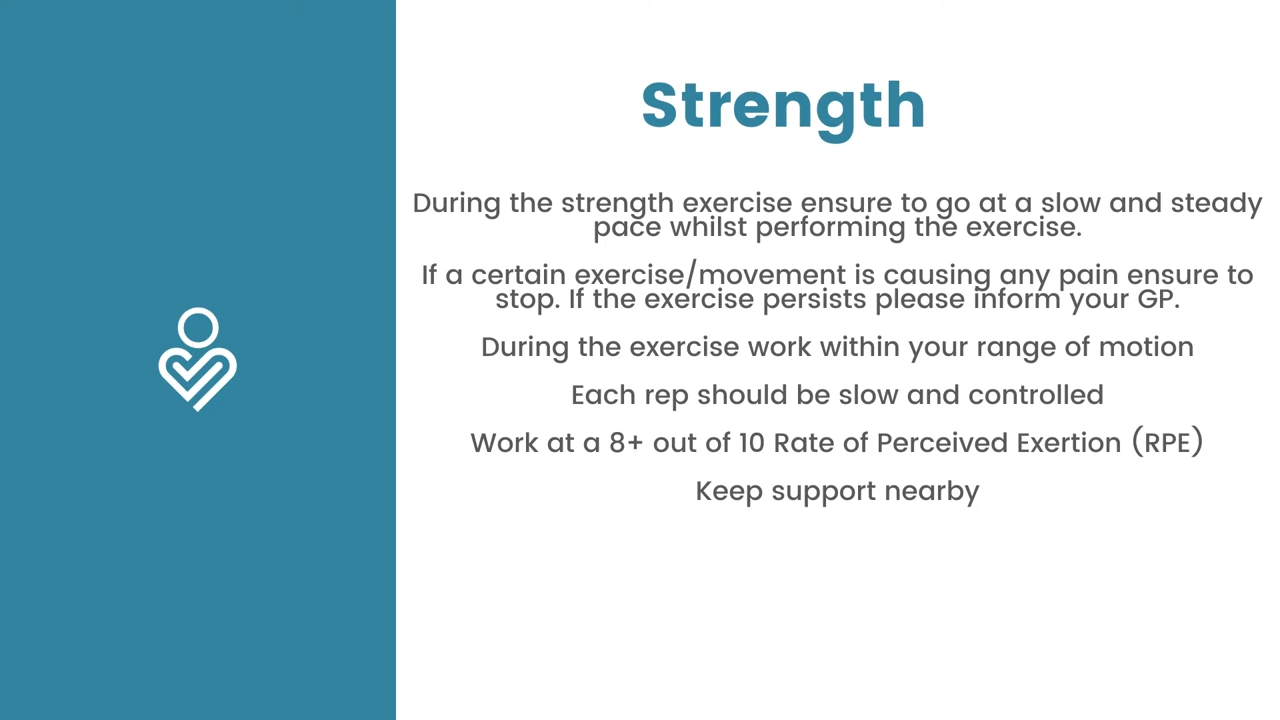 Strength
During the strength exercise ensure to go at a slow and steady
pace whilst performing the exercise.
If a certain exercise/movement is causing any pain ensure to
stop. If the exercise persists please inform your GP.
During the exercise work within your range of motion
Each rep should be slow and controlled
Work at a 8+ out of 10 Rate of Perceived Exertion (RPE)
Keep support nearby